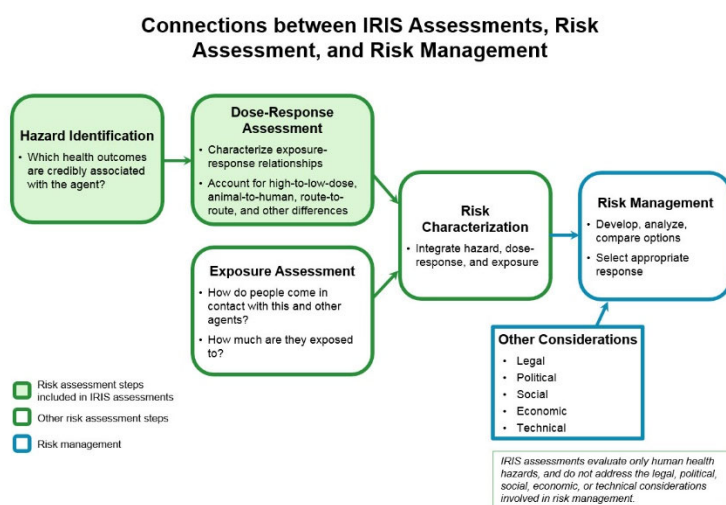 Connections between IRIS Assessments, Risk
Assessment, and Risk Management
Hazard Identification
• Which health outcomes
are credibly associated
with the agent?
Dose-Response
Assessment
• Characterize exposure-
response relationships
• Account for high-to-low-dose,
animal-to-human, route-to-
route, and other differences
Exposure Assessment
• How do people come in
contact with this and other
agents?
• How much are they exposed
to?
Risk
Characterization
• Integrate hazard, dose-
response, and exposure
Risk Management
• Develop, analyze,
compare options
• Select appropriate
response
Other Considerations
• Legal
• Political
• Social
• Economic
• Technical
Risk assessment steps
included in IRIS assessments
Other risk assessment steps
Risk management
IRIS assessments evaluate only human health
hazards, and do not address the legal, political,
social, economic, or technical considerations
involved in risk management.